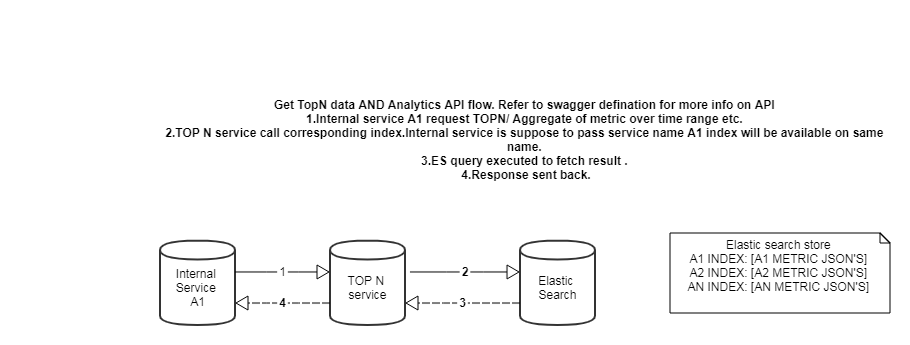 Get TopN data AND Analytics API flow. Refer to swagger defination for more info on API
1.Internal service A1 request TOPN/ Aggregate of metric over time range etc.
2.TOP N service call corresponding index.Internal service is suppose to pass service name A1 index will be available on same
name.
3.ES query executed to fetch result .
4.Response sent back.
Internal
Service
A1
1
4
TOP N
service
2
3
Elastic
Search
Elastic search store
A1 INDEX: [A1 METRIC JSON'S]
A2 INDEX: [A2 METRIC JSON'S]
AN INDEX: [AN METRIC JSON'S]